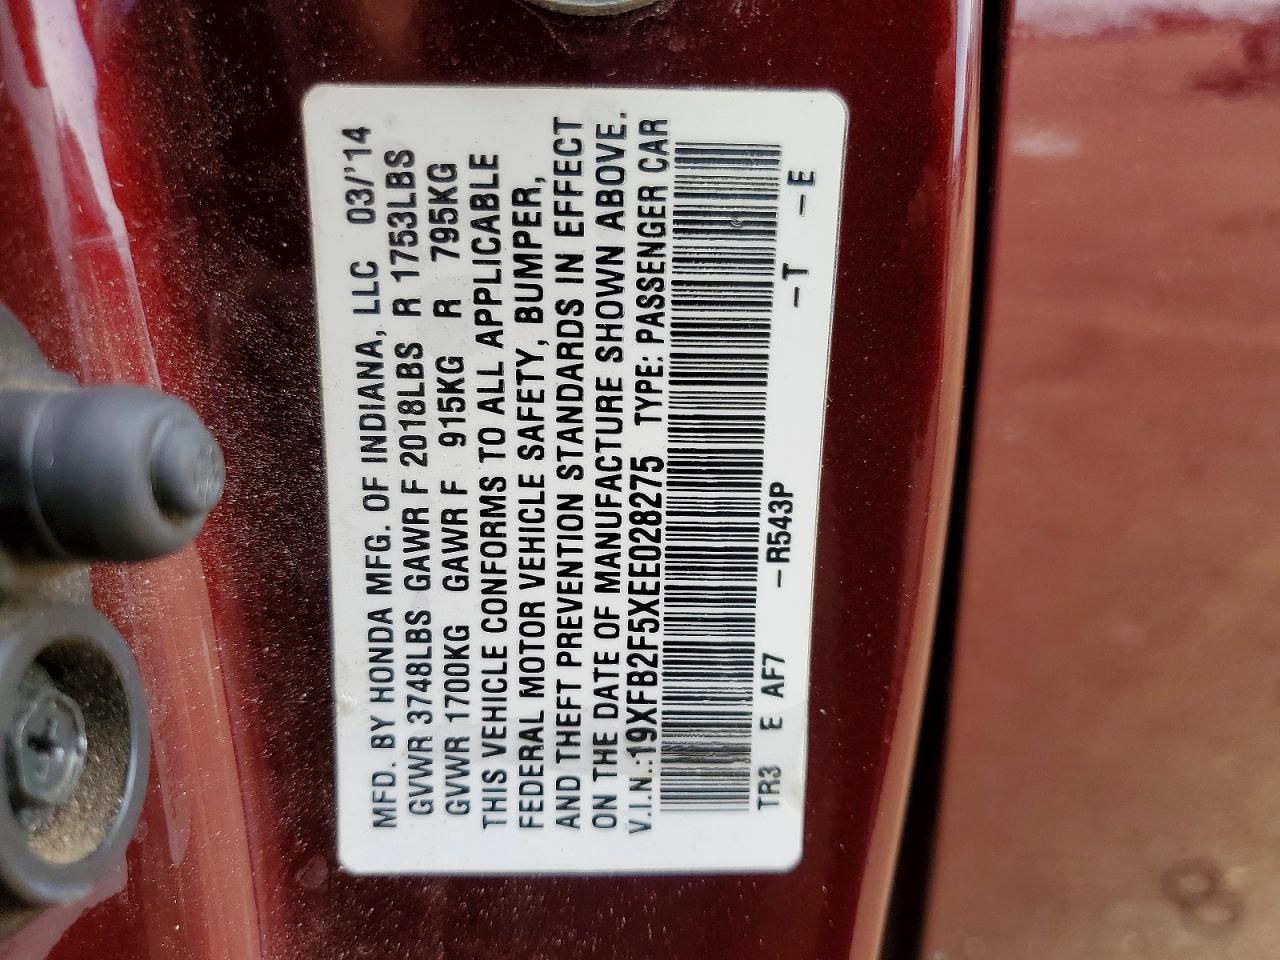 MFD. BY HONDA MFG. OF INDIANA, LLC 03/'14
GVWR 3748LBS GAWR F 2018LBS R 1753LBS
GVWR 1700KG GAWR F 915KG R 795KG
THIS VEHICLE CONFORMS TO ALL APPLICABLE
FEDERAL MOTOR VEHICLE SAFETY, BUMPER,
AND THEFT PREVENTION STANDARDS IN EFFECT
ON THE DATE OF MANUFACTURE SHOWN ABOVE.
V.I.N.:19XFB2F5XEE028275 TYPE: PASSENGER CAR
TR3 E AF7 –R543P –T –E